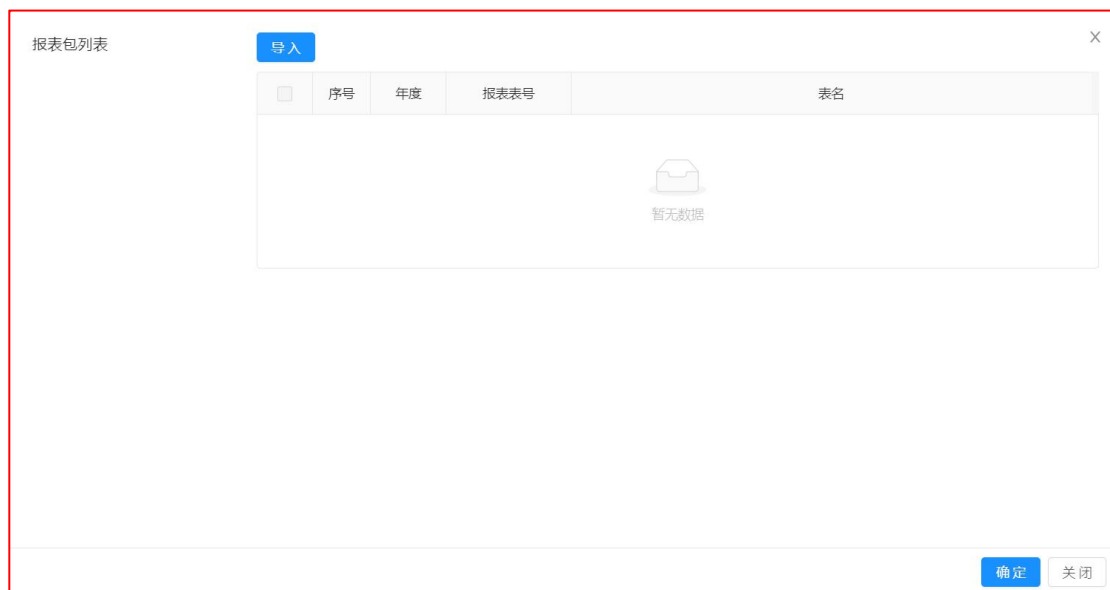 报表包列表
导入
序号 年度 报表表号 表名
暂无数据
确定 关闭